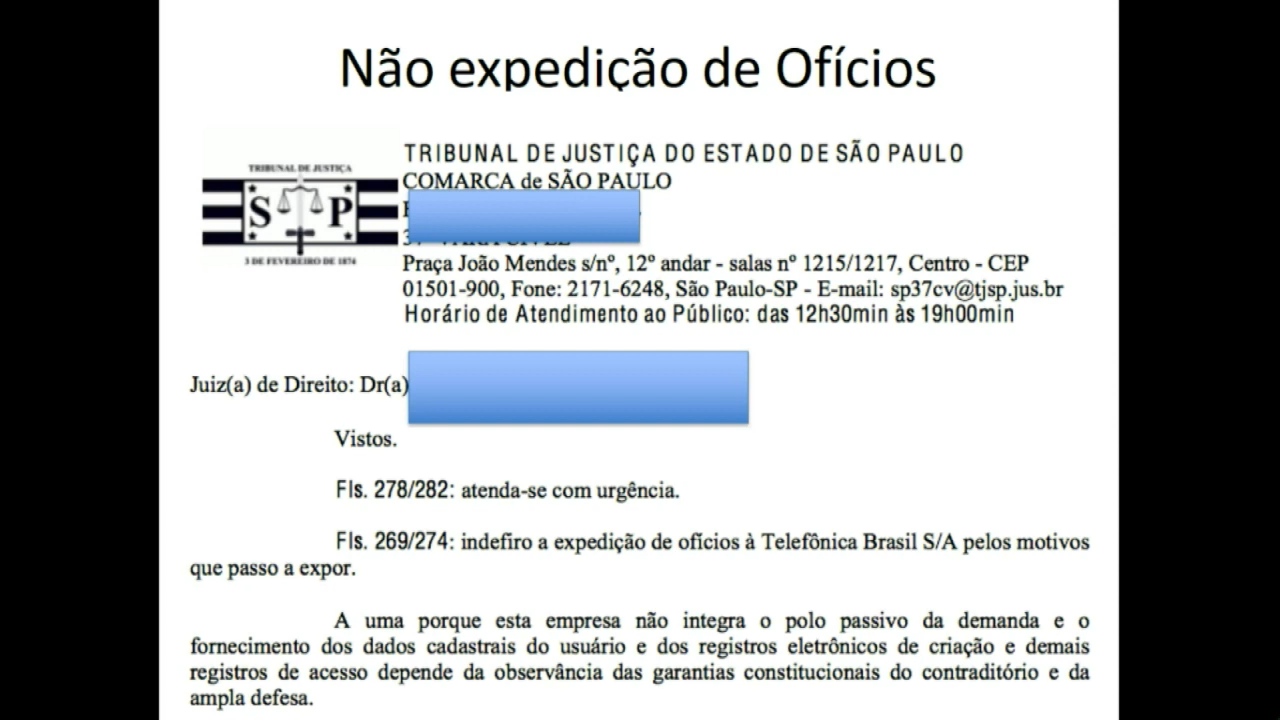 Não expedição de Ofícios
TRIBUNAL DE JUSTIÇA
S P
3 DE FEVEREIRO DE 1874
TRIBUNAL DE JUSTIÇA DO ESTADO DE SÃO PAULO
COMARCA de SÃO PAULO
Praça João Mendes s/nº, 12º andar - salas nº 1215/1217, Centro - CEP
01501-900, Fone: 2171-6248, São Paulo-SP - E-mail: sp37cv@tjsp.jus.br
Horário de Atendimento ao Público: das 12h30min às 19h00min
Juiz(a) de Direito: Dr(a)
Vistos.
Fls. 278/282: atenda-se com urgência.
Fls. 269/274: indefiro a expedição de ofícios à Telefônica Brasil S/A pelos motivos
que passo a expor.
A uma porque esta empresa não integra o polo passivo da demanda e o
fornecimento dos dados cadastrais do usuário e dos registros eletrônicos de criação e demais
registros de acesso depende da observância das garantias constitucionais do contraditório e da
ampla defesa.